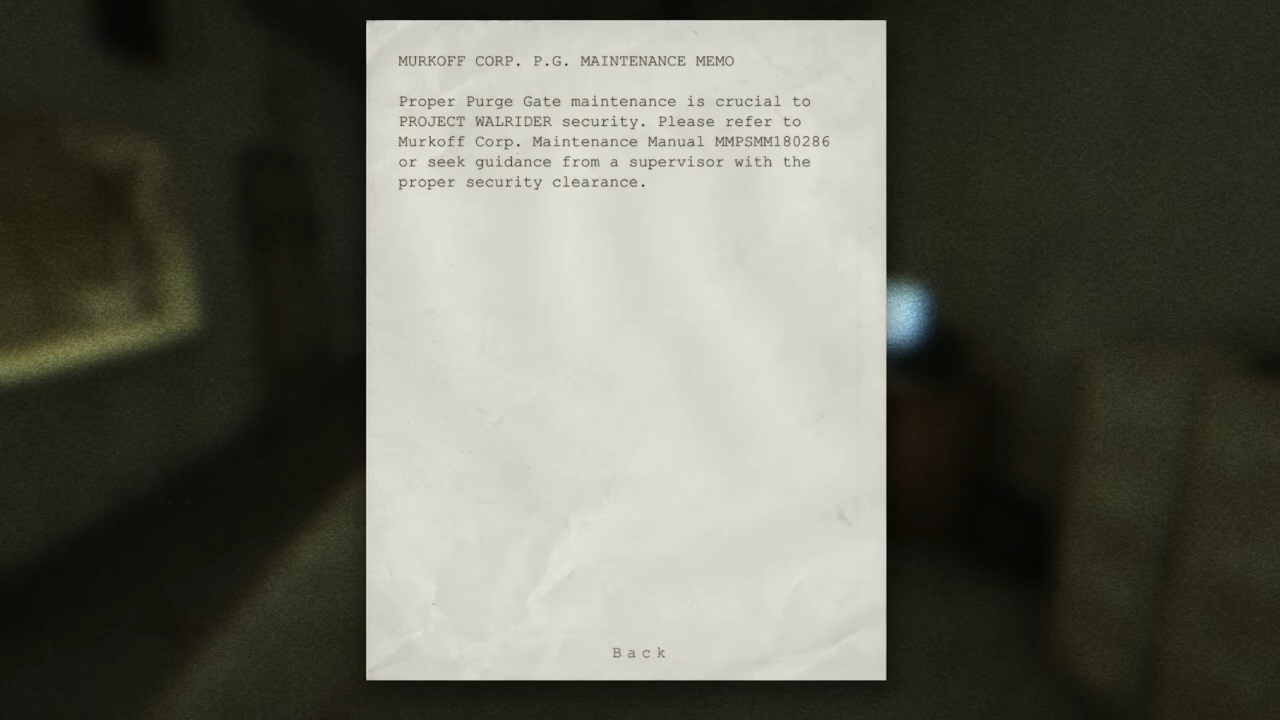 MURKOFF CORP. P.G. MAINTENANCE MEMO
Proper Purge Gate maintenance is crucial to
PROJECT WALRIDER security. Please refer to
Murkoff Corp. Maintenance Manual MMPSMM180286
or seek guidance from a supervisor with the
proper security clearance.
Back